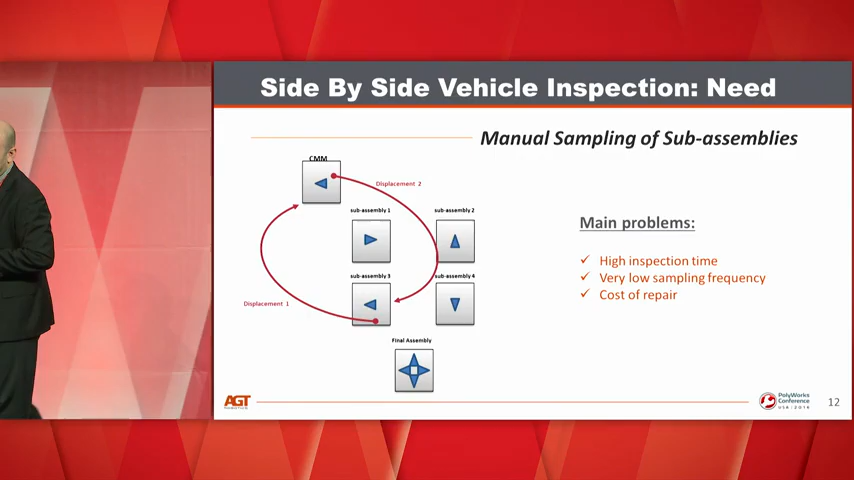 Side By Side Vehicle Inspection: Need
Manual Sampling of Sub-assemblies
CMM
Displacement 2
sub-assembly 1
sub-assembly 2
sub-assembly 3
sub-assembly 4
Displacement 1
Final Assembly
Main problems:
✓ High inspection time
✓ Very low sampling frequency
✓ Cost of repair
AGT
PolyWorks
Conference
USA / 2016
12